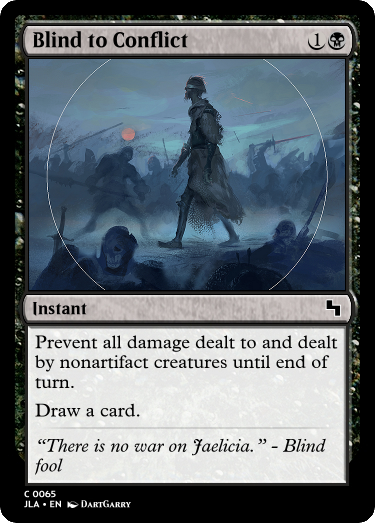 Blind to Conflict 1
Instant
Prevent all damage dealt to and dealt
by nonartifact creatures until end of
turn.
Draw a card.
“There is no war on Jaelicia.” - Blind
fool
C 0065
JLA • EN DartGarry